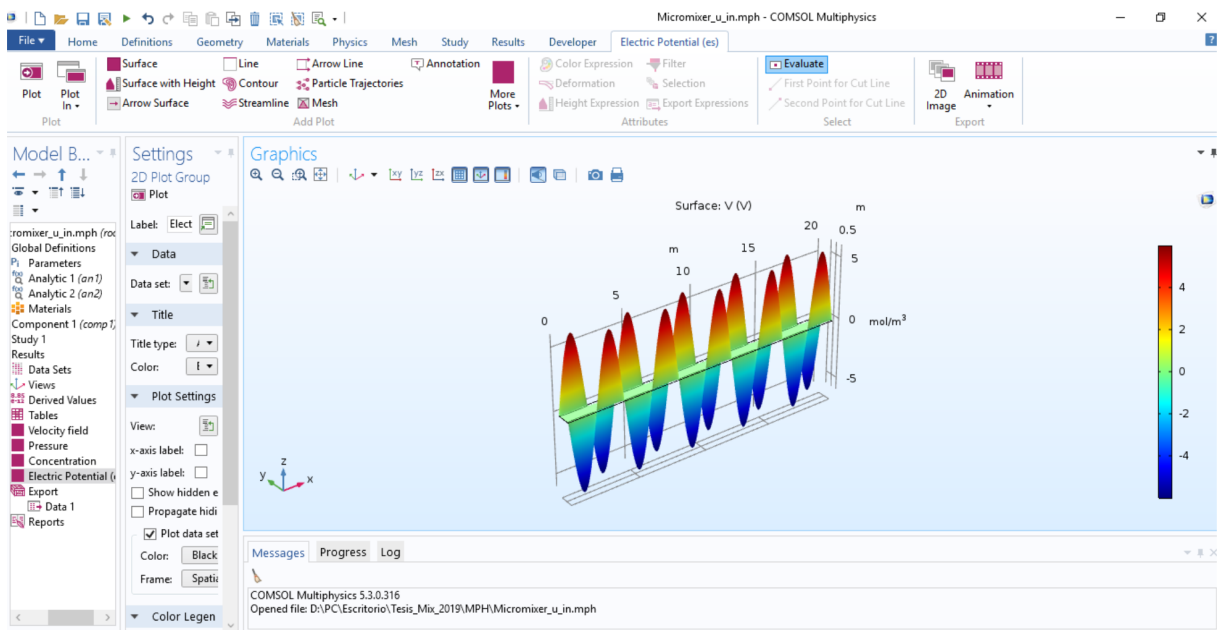 Micromixer_u_in.mph - COMSOL Multiphysics
File Home Definitions Geometry Materials Physics Mesh Study Results Developer Electric Potential (es) ?
Plot
Plot In
Plot
Surface Line Arrow Line Annotation
Surface with Height Contour Particle Trajectories
Arrow Surface Streamline Mesh
More Plots
Add Plot
Color Expression Filter
Deformation Selection
Height Expression Export Expressions
Attributes
Evaluate
First Point for Cut Line
Second Point for Cut Line
Select
2D Image
Animation
Export
Model B...
romixer_u_in.mph (roo
Global Definitions
Pi Parameters
Analytic 1 (an1)
Analytic 2 (an2)
Materials
Component 1 (comp1)
Study 1
Results
Data Sets
Views
8.85 e-12 Derived Values
Tables
Velocity field
Pressure
Concentration
Electric Potential (e
Export
Data 1
Reports
Settings
2D Plot Group
Plot
Label: Elect
Data
Data set:
Title
Title type:
Color:
Plot Settings
View:
x-axis label:
y-axis label:
Show hidden e
Propagate hidi
Plot data set
Color: Black
Frame: Spatia
Color Legen
Graphics
xy yz zx
Surface: V (V)
m
20
0.5
m
15
5
10
5
0
0 mol/m³
-5
z
y
x
4
2
0
-2
-4
Messages Progress Log
COMSOL Multiphysics 5.3.0.316
Opened file: D:\PC\Escritorio\Tesis_Mix_2019\MPH\Micromixer_u_in.mph